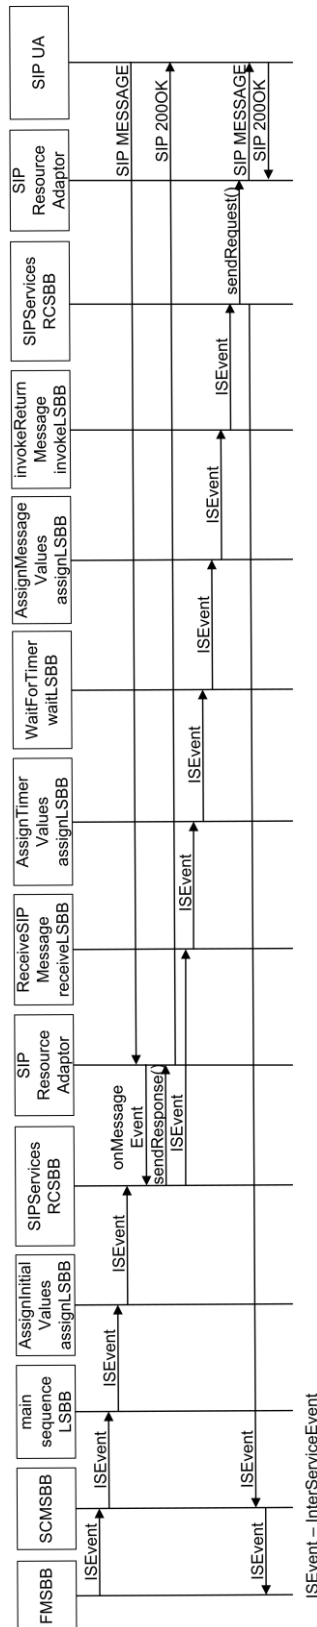 FMSBB
SCMSBB
main
sequence
LSBB
AssignInitial
Values
assignLSBB
SIPServices
RCSBB
SIP
Resource
Adaptor
ReceiveSIP
Message
receiveLSBB
AssignTimer
Values
assignLSBB
WaitForTimer
waitLSBB
AssignMessage
Values
assignLSBB
invokeReturn
Message
invokeLSBB
SIPServices
RCSBB
SIP
Resource
Adaptor
SIP UA
ISEvent
ISEvent
ISEvent
ISEvent
SIP MESSAGE
onMessage
Event
sendResponse()
SIP 200OK
ISEvent
ISEvent
ISEvent
ISEvent
ISEvent
ISEvent
sendRequest()
SIP MESSAGE
SIP 200OK
ISEvent
ISEvent
ISEvent – InterServiceEvent